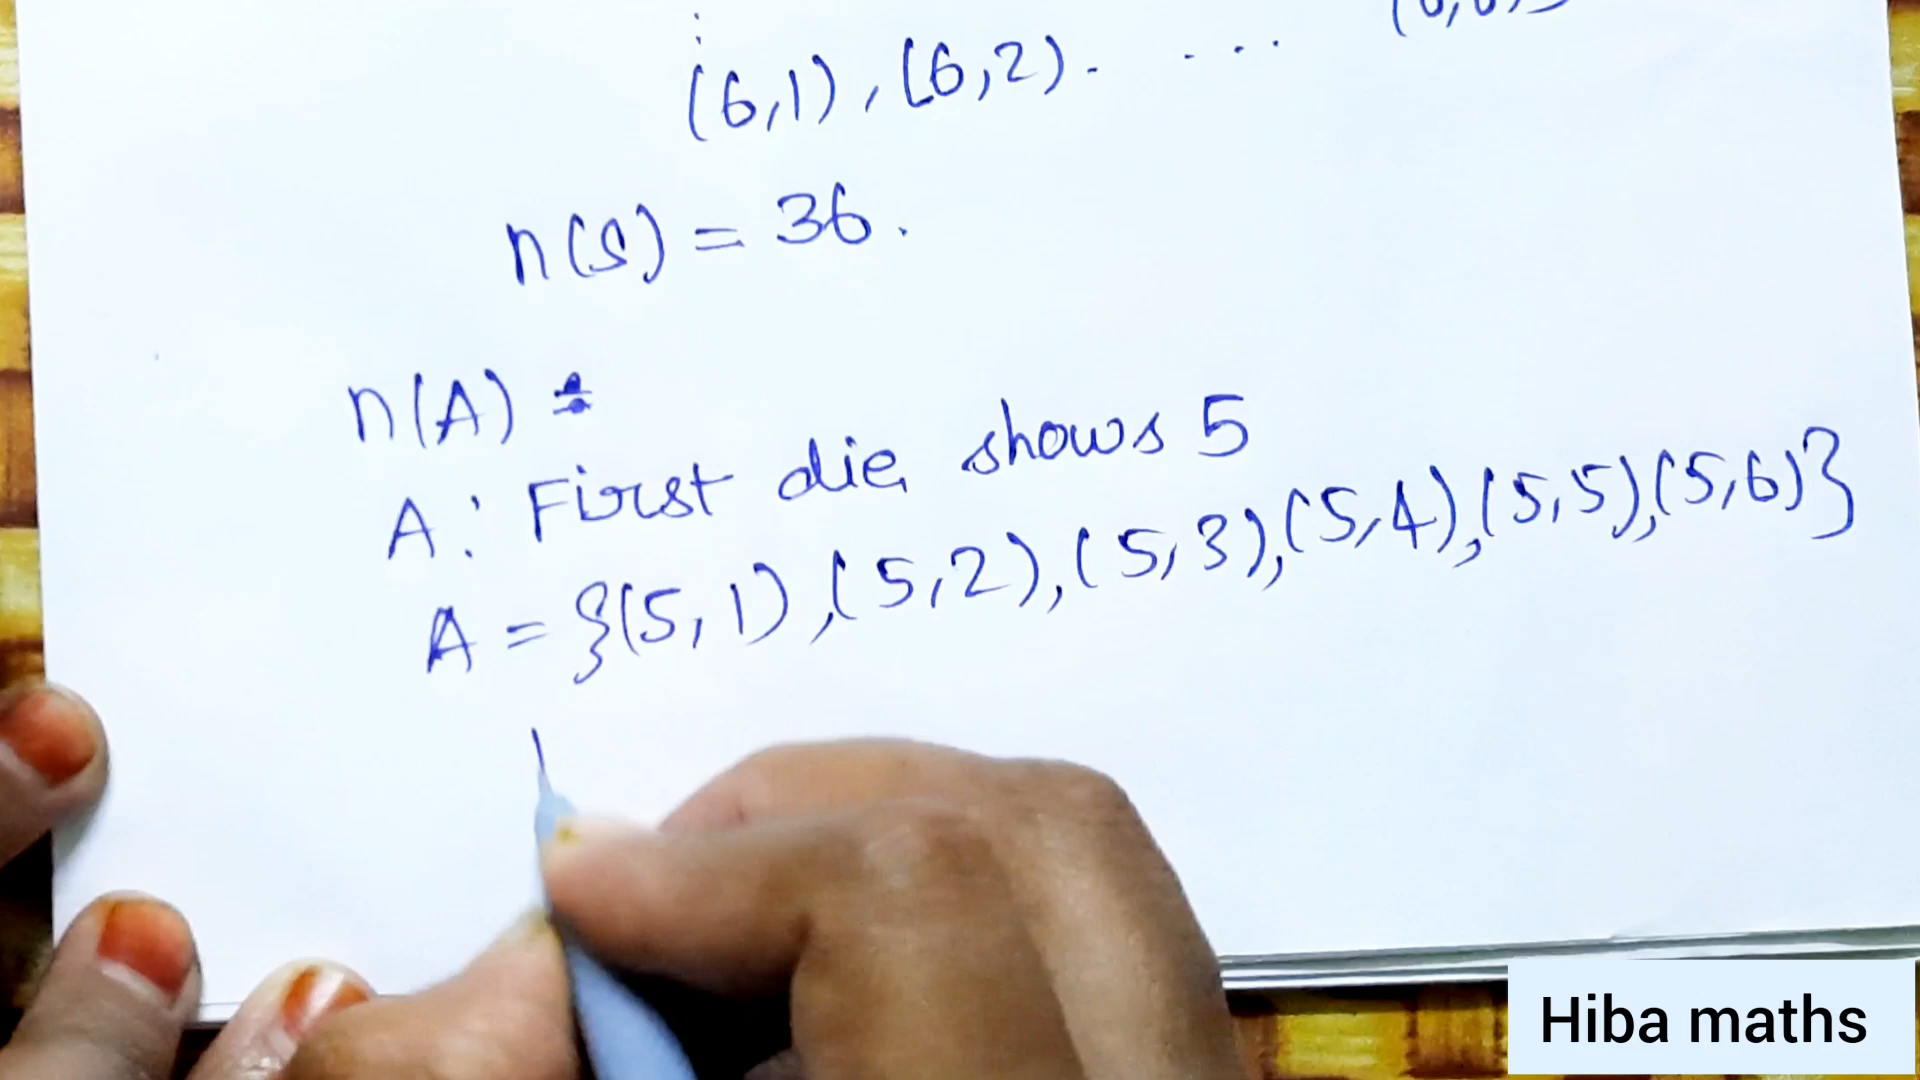 (6,1), (6,2). ...
n(S) = 36.
n(A) =
A: First die shows 5
A = {(5,1),(5,2),(5,3),(5,4),(5,5),(5,6)}
Hiba maths